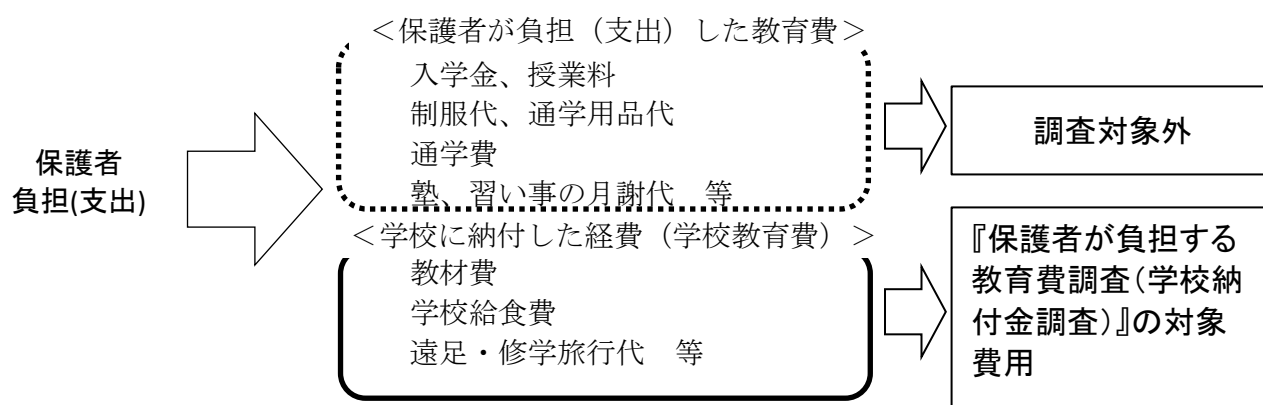 保護者
負担(支出)
＜保護者が負担（支出）した教育費＞
入学金、授業料
制服代、通学用品代
通学費
塾、習い事の月謝代　等
調査対象外
＜学校に納付した経費（学校教育費）＞
教材費
学校給食費
遠足・修学旅行代　等
『保護者が負担する
教育費調査（学校納
付金調査）』の対象
費用